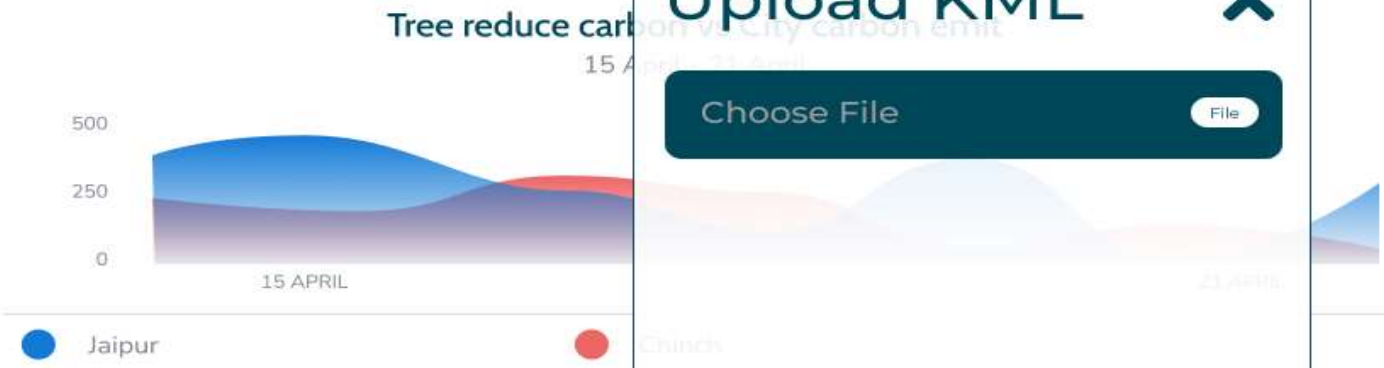 Upload KML
Tree reduce carbon vs City carbon emit
15 April - 21 April
Choose File
File
500
250
0
15 APRIL
21 APRIL
Jaipur